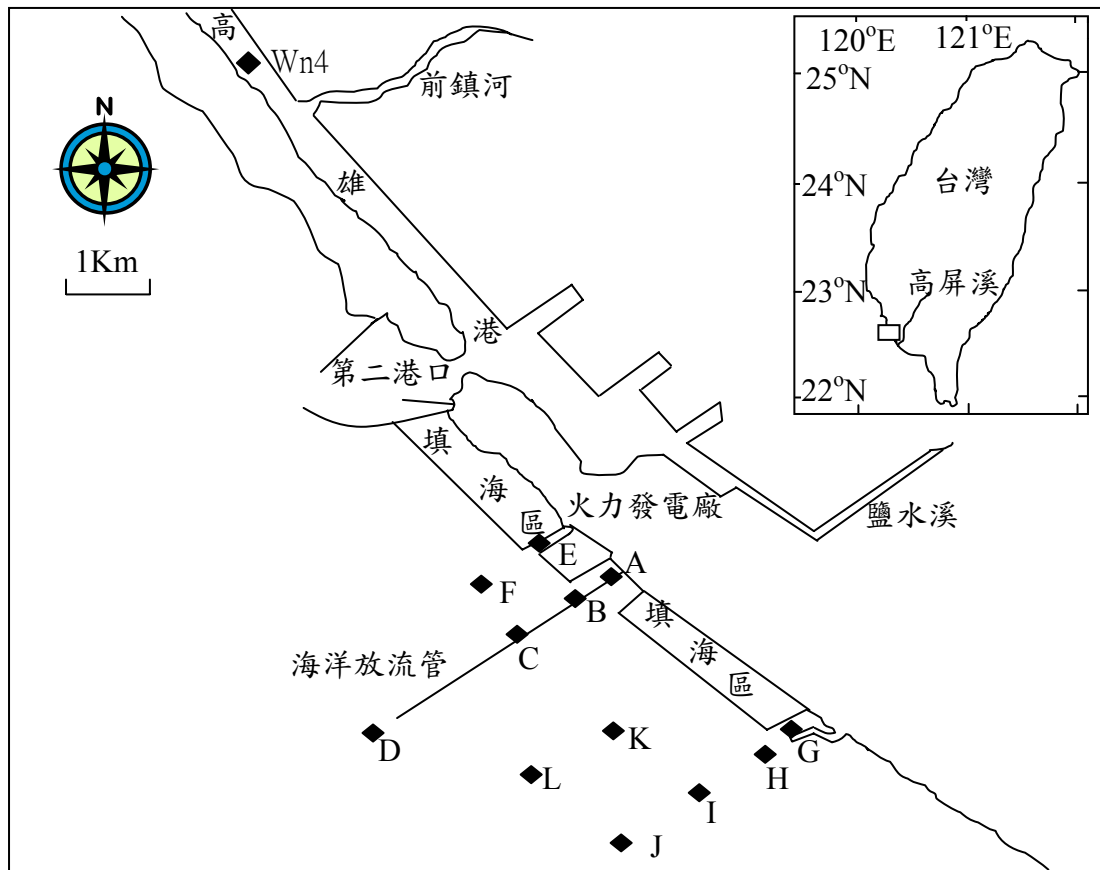 高
雄
港
Wn4
前鎮河
N
1Km
第二港口
填
海
區
火力發電廠
鹽水溪
E
A
F
B
C
填
海
區
海洋放流管
D
K
G
H
L
I
J
120°E
121°E
25°N
24°N
23°N
22°N
台灣
高屏溪